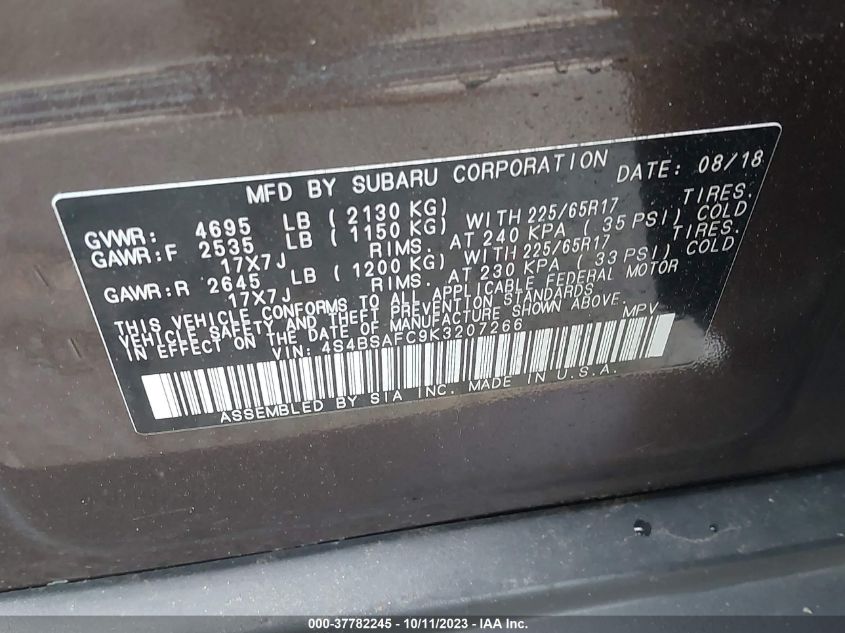 MFD BY SUBARU CORPORATION DATE: 08/18
GVWR: 4695 LB ( 2130 KG)
GAWR:F 2535 LB ( 1150 KG) WITH 225/65R17 TIRES.
17X7J RIMS. AT 240 KPA ( 35 PSI) COLD
GAWR:R 2645 LB ( 1200 KG) WITH 225/65R17 TIRES.
17X7J RIMS. AT 230 KPA ( 33 PSI) COLD
THIS VEHICLE CONFORMS TO ALL APPLICABLE FEDERAL MOTOR
VEHICLE SAFETY AND THEFT PREVENTION STANDARDS
IN EFFECT ON THE DATE OF MANUFACTURE SHOWN ABOVE.
VIN: 4S4BSAFC9K3207266 MPV
ASSEMBLED BY SIA INC. MADE IN U.S.A.
000-37782245 - 10/11/2023 - IAA Inc.